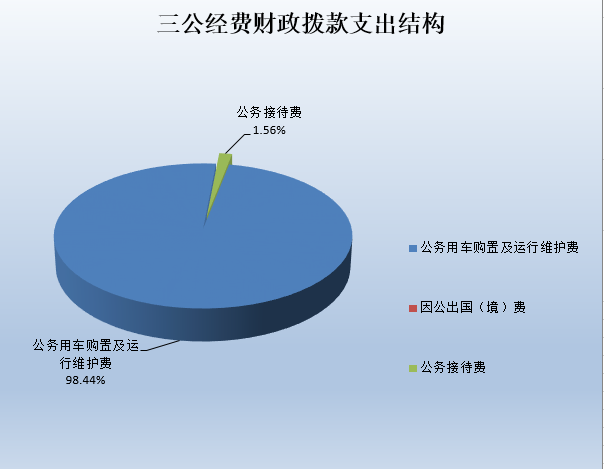 三公经费财政拨款支出结构
公务接待费
1.56%
公务用车购置及运行维护费
因公出国（境）费
公务接待费
公务用车购置及运
行维护费
98.44%